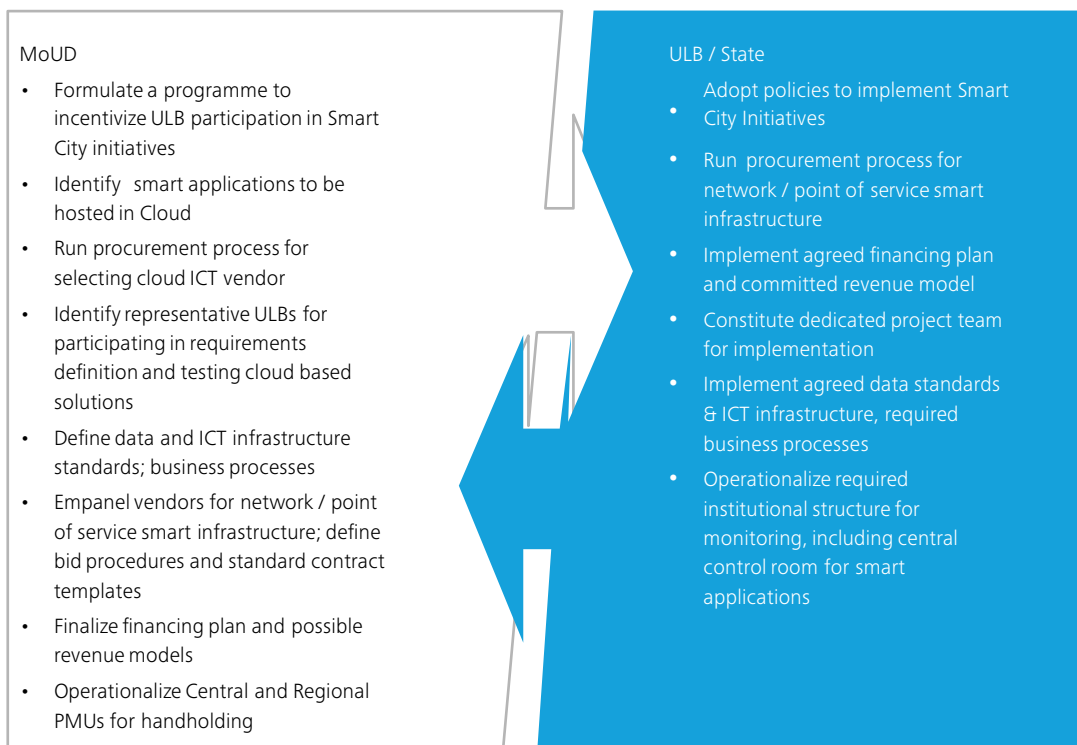 MoUD
• Formulate a programme to
incentivize ULB participation in Smart
City initiatives
• Identify smart applications to be
hosted in Cloud
• Run procurement process for
selecting cloud ICT vendor
• Identify representative ULBs for
participating in requirements
definition and testing cloud based
solutions
• Define data and ICT infrastructure
standards; business processes
• Empanel vendors for network / point
of service smart infrastructure; define
bid procedures and standard contract
templates
• Finalize financing plan and possible
revenue models
• Operationalize Central and Regional
PMUs for handholding
ULB / State
• Adopt policies to implement Smart
City Initiatives
• Run procurement process for
network / point of service smart
infrastructure
• Implement agreed financing plan
and committed revenue model
• Constitute dedicated project team
for implementation
• Implement agreed data standards
& ICT infrastructure, required
business processes
• Operationalize required
institutional structure for
monitoring, including central
control room for smart
applications